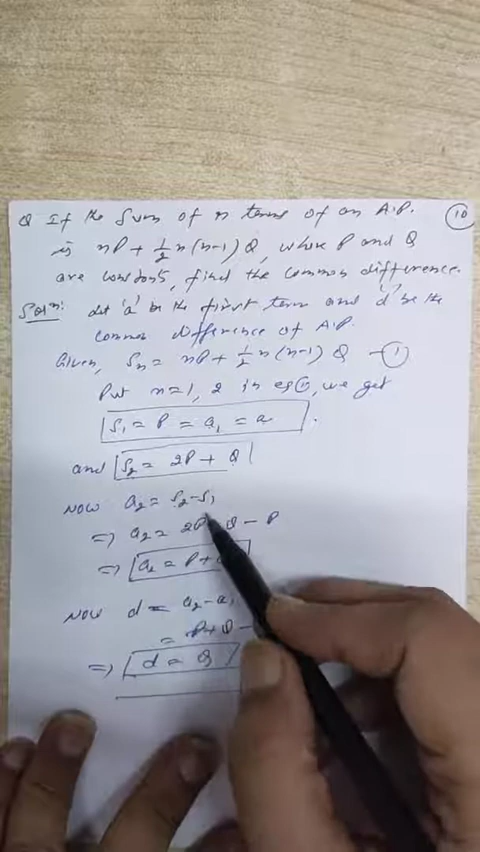 Q If the Sum of n terms of an A.P. (10)
is nP + 1/2 n(n-1) Q, where P and Q
are constants, find the common difference.
Solⁿ: Let 'a' be the first term and 'd' be the
common difference of A.P.
Given, Sn = nP + 1/2 n(n-1) Q —(1)
Put n=1, 2 in eq (1), we get
S₁ = P = a₁ = a
and S₂ = 2P + Q
Now a₂ = S₂-S₁
=> a₂ = 2P Q - P
=> a₂ = P +
Now d = a₂-a₁
= P+Q -
=> d = Q